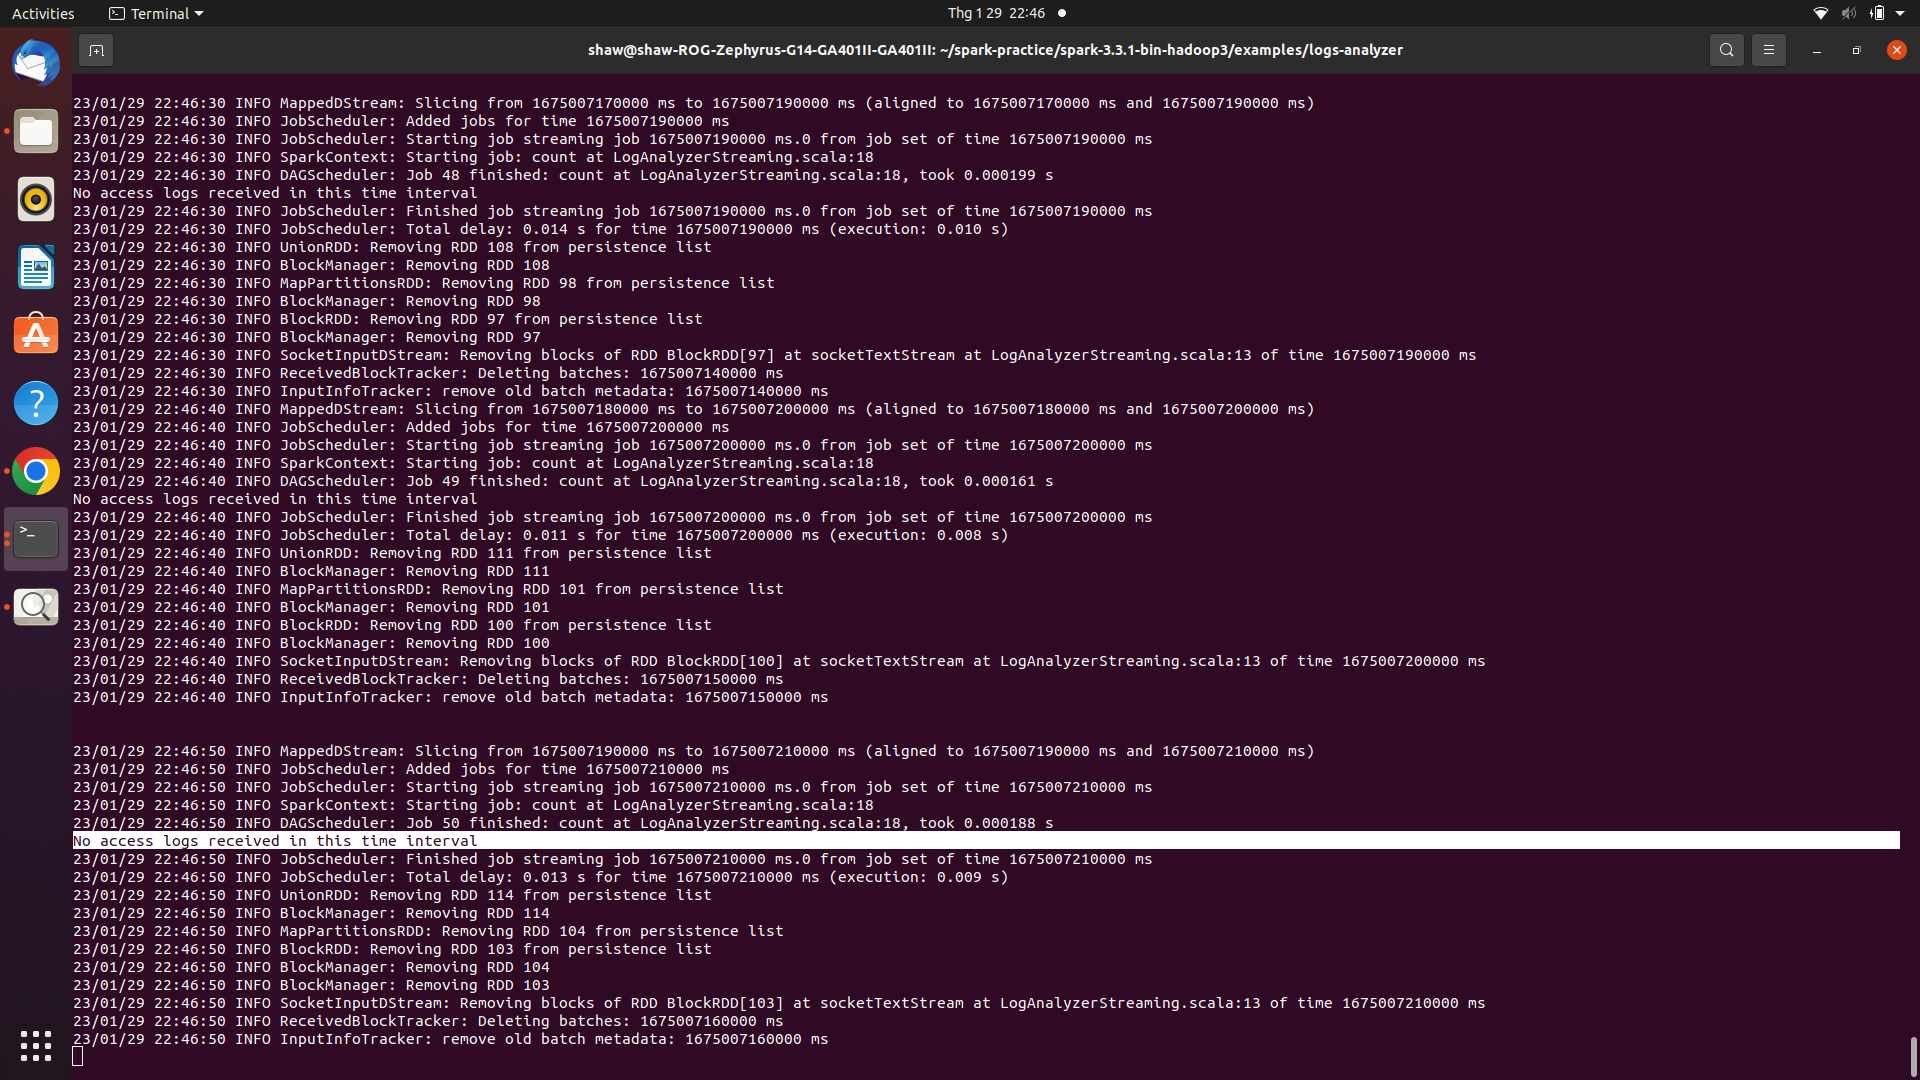 Activities Terminal Thg 1 29 22:46
shaw@shaw-ROG-Zephyrus-G14-GA401II-GA401II: ~/spark-practice/spark-3.3.1-bin-hadoop3/examples/logs-analyzer
23/01/29 22:46:30 INFO MappedDStream: Slicing from 1675007170000 ms to 1675007190000 ms (aligned to 1675007170000 ms and 1675007190000 ms)
23/01/29 22:46:30 INFO JobScheduler: Added jobs for time 1675007190000 ms
23/01/29 22:46:30 INFO JobScheduler: Starting job streaming job 1675007190000 ms.0 from job set of time 1675007190000 ms
23/01/29 22:46:30 INFO SparkContext: Starting job: count at LogAnalyzerStreaming.scala:18
23/01/29 22:46:30 INFO DAGScheduler: Job 48 finished: count at LogAnalyzerStreaming.scala:18, took 0.000199 s
No access logs received in this time interval
23/01/29 22:46:30 INFO JobScheduler: Finished job streaming job 1675007190000 ms.0 from job set of time 1675007190000 ms
23/01/29 22:46:30 INFO JobScheduler: Total delay: 0.014 s for time 1675007190000 ms (execution: 0.010 s)
23/01/29 22:46:30 INFO UnionRDD: Removing RDD 108 from persistence list
23/01/29 22:46:30 INFO BlockManager: Removing RDD 108
23/01/29 22:46:30 INFO MapPartitionsRDD: Removing RDD 98 from persistence list
23/01/29 22:46:30 INFO BlockManager: Removing RDD 98
23/01/29 22:46:30 INFO BlockRDD: Removing RDD 97 from persistence list
23/01/29 22:46:30 INFO BlockManager: Removing RDD 97
23/01/29 22:46:30 INFO SocketInputDStream: Removing blocks of RDD BlockRDD[97] at socketTextStream at LogAnalyzerStreaming.scala:13 of time 1675007190000 ms
23/01/29 22:46:30 INFO ReceivedBlockTracker: Deleting batches: 1675007140000 ms
23/01/29 22:46:30 INFO InputInfoTracker: remove old batch metadata: 1675007140000 ms
23/01/29 22:46:40 INFO MappedDStream: Slicing from 1675007180000 ms to 1675007200000 ms (aligned to 1675007180000 ms and 1675007200000 ms)
23/01/29 22:46:40 INFO JobScheduler: Added jobs for time 1675007200000 ms
23/01/29 22:46:40 INFO JobScheduler: Starting job streaming job 1675007200000 ms.0 from job set of time 1675007200000 ms
23/01/29 22:46:40 INFO SparkContext: Starting job: count at LogAnalyzerStreaming.scala:18
23/01/29 22:46:40 INFO DAGScheduler: Job 49 finished: count at LogAnalyzerStreaming.scala:18, took 0.000161 s
No access logs received in this time interval
23/01/29 22:46:40 INFO JobScheduler: Finished job streaming job 1675007200000 ms.0 from job set of time 1675007200000 ms
23/01/29 22:46:40 INFO JobScheduler: Total delay: 0.011 s for time 1675007200000 ms (execution: 0.008 s)
23/01/29 22:46:40 INFO UnionRDD: Removing RDD 111 from persistence list
23/01/29 22:46:40 INFO BlockManager: Removing RDD 111
23/01/29 22:46:40 INFO MapPartitionsRDD: Removing RDD 101 from persistence list
23/01/29 22:46:40 INFO BlockManager: Removing RDD 101
23/01/29 22:46:40 INFO BlockRDD: Removing RDD 100 from persistence list
23/01/29 22:46:40 INFO BlockManager: Removing RDD 100
23/01/29 22:46:40 INFO SocketInputDStream: Removing blocks of RDD BlockRDD[100] at socketTextStream at LogAnalyzerStreaming.scala:13 of time 1675007200000 ms
23/01/29 22:46:40 INFO ReceivedBlockTracker: Deleting batches: 1675007150000 ms
23/01/29 22:46:40 INFO InputInfoTracker: remove old batch metadata: 1675007150000 ms
23/01/29 22:46:50 INFO MappedDStream: Slicing from 1675007190000 ms to 1675007210000 ms (aligned to 1675007190000 ms and 1675007210000 ms)
23/01/29 22:46:50 INFO JobScheduler: Added jobs for time 1675007210000 ms
23/01/29 22:46:50 INFO JobScheduler: Starting job streaming job 1675007210000 ms.0 from job set of time 1675007210000 ms
23/01/29 22:46:50 INFO SparkContext: Starting job: count at LogAnalyzerStreaming.scala:18
23/01/29 22:46:50 INFO DAGScheduler: Job 50 finished: count at LogAnalyzerStreaming.scala:18, took 0.000188 s
No access logs received in this time interval
23/01/29 22:46:50 INFO JobScheduler: Finished job streaming job 1675007210000 ms.0 from job set of time 1675007210000 ms
23/01/29 22:46:50 INFO JobScheduler: Total delay: 0.013 s for time 1675007210000 ms (execution: 0.009 s)
23/01/29 22:46:50 INFO UnionRDD: Removing RDD 114 from persistence list
23/01/29 22:46:50 INFO BlockManager: Removing RDD 114
23/01/29 22:46:50 INFO MapPartitionsRDD: Removing RDD 104 from persistence list
23/01/29 22:46:50 INFO BlockRDD: Removing RDD 103 from persistence list
23/01/29 22:46:50 INFO BlockManager: Removing RDD 104
23/01/29 22:46:50 INFO BlockManager: Removing RDD 103
23/01/29 22:46:50 INFO SocketInputDStream: Removing blocks of RDD BlockRDD[103] at socketTextStream at LogAnalyzerStreaming.scala:13 of time 1675007210000 ms
23/01/29 22:46:50 INFO ReceivedBlockTracker: Deleting batches: 1675007160000 ms
23/01/29 22:46:50 INFO InputInfoTracker: remove old batch metadata: 1675007160000 ms